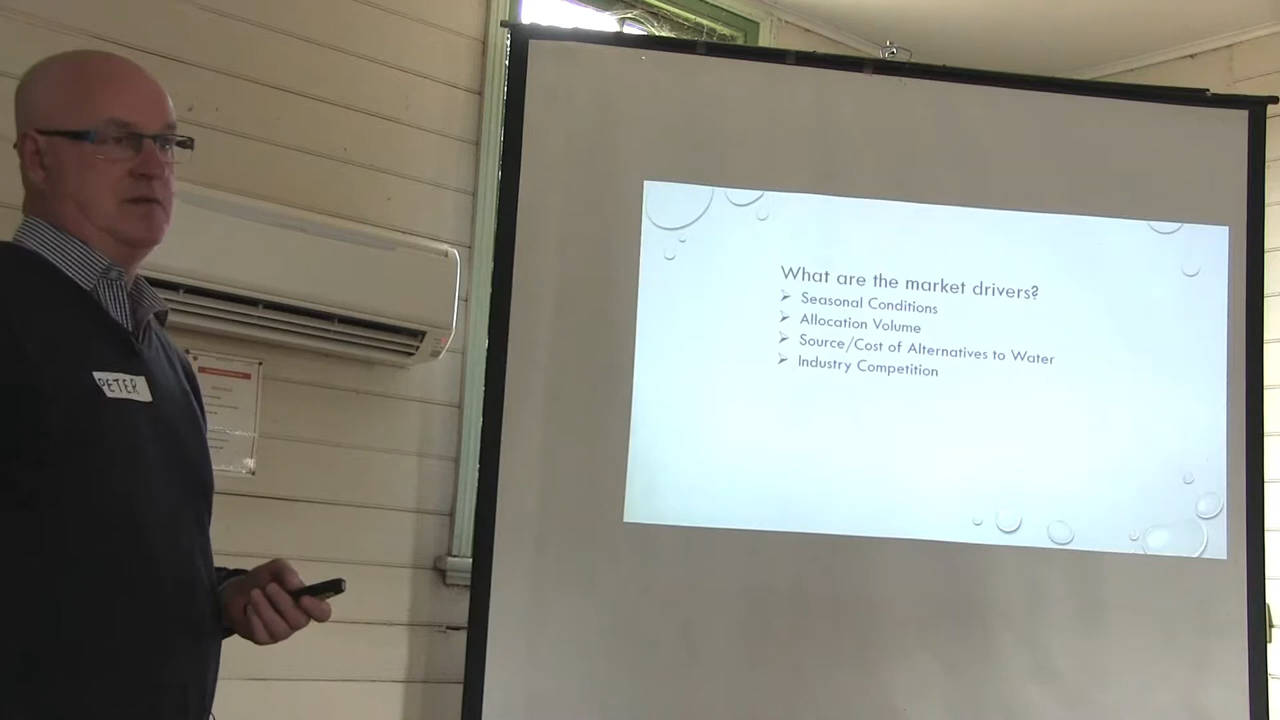 PETER
What are the market drivers?
➢ Seasonal Conditions
➢ Allocation Volume
➢ Source/Cost of Alternatives to Water
➢ Industry Competition